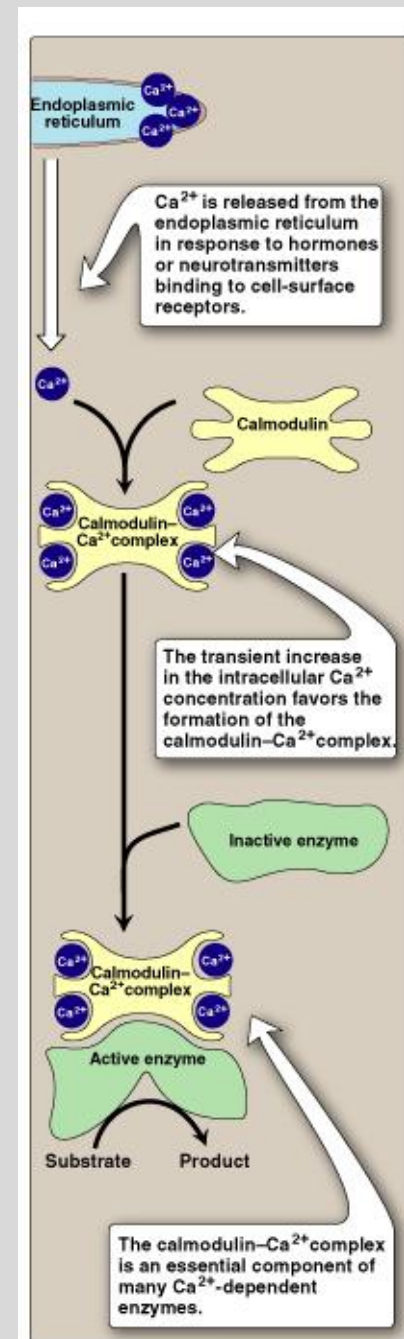 Ca²⁺
Ca²⁺
Ca²⁺
Endoplasmic
reticulum
Ca²⁺ is released from the
endoplasmic reticulum
in response to hormones
or neurotransmitters
binding to cell-surface
receptors.
Ca²⁺
Calmodulin
Ca²⁺
Ca²⁺
Calmodulin–
Ca²⁺complex
Ca²⁺
Ca²⁺
The transient increase
in the intracellular Ca²⁺
concentration favors the
formation of the
calmodulin–Ca²⁺complex.
Inactive enzyme
Ca²⁺
Ca²⁺
Calmodulin–
Ca²⁺complex
Ca²⁺
Ca²⁺
Active enzyme
Substrate
Product
The calmodulin–Ca²⁺complex
is an essential component of
many Ca²⁺-dependent
enzymes.